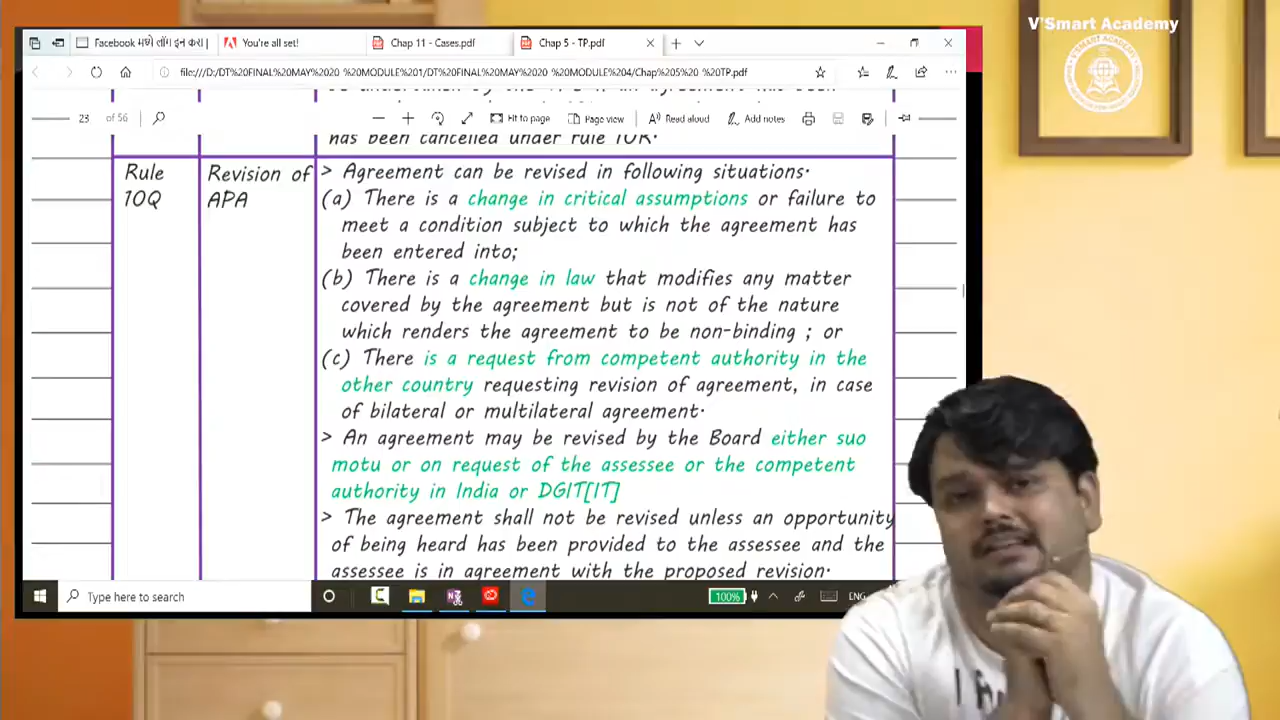 V'Smart Academy
Facebook मध्ये लॉग इन करा |
You're all set!
Chap 11 - Cases.pdf
Chap 5 - TP.pdf
file:///D:/DT%20FINAL%20MAY%2020 %20MODULE%201/DT%20FINAL%20MAY%2020 %20MODULE%204/Chap%205%20 %20TP.pdf
23 of 56
Fit to page
Page view
Read aloud
Add notes
has been cancelled under rule 10R.
Rule
10Q
Revision of
APA
> Agreement can be revised in following situations.
(a) There is a change in critical assumptions or failure to
meet a condition subject to which the agreement has
been entered into;
(b) There is a change in law that modifies any matter
covered by the agreement but is not of the nature
which renders the agreement to be non-binding ; or
(c) There is a request from competent authority in the
other country requesting revision of agreement, in case
of bilateral or multilateral agreement.
> An agreement may be revised by the Board either suo
motu or on request of the assessee or the competent
authority in India or DGIT[IT]
> The agreement shall not be revised unless an opportunity
of being heard has been provided to the assessee and the
assessee is in agreement with the proposed revision.
Type here to search
100%
ENG